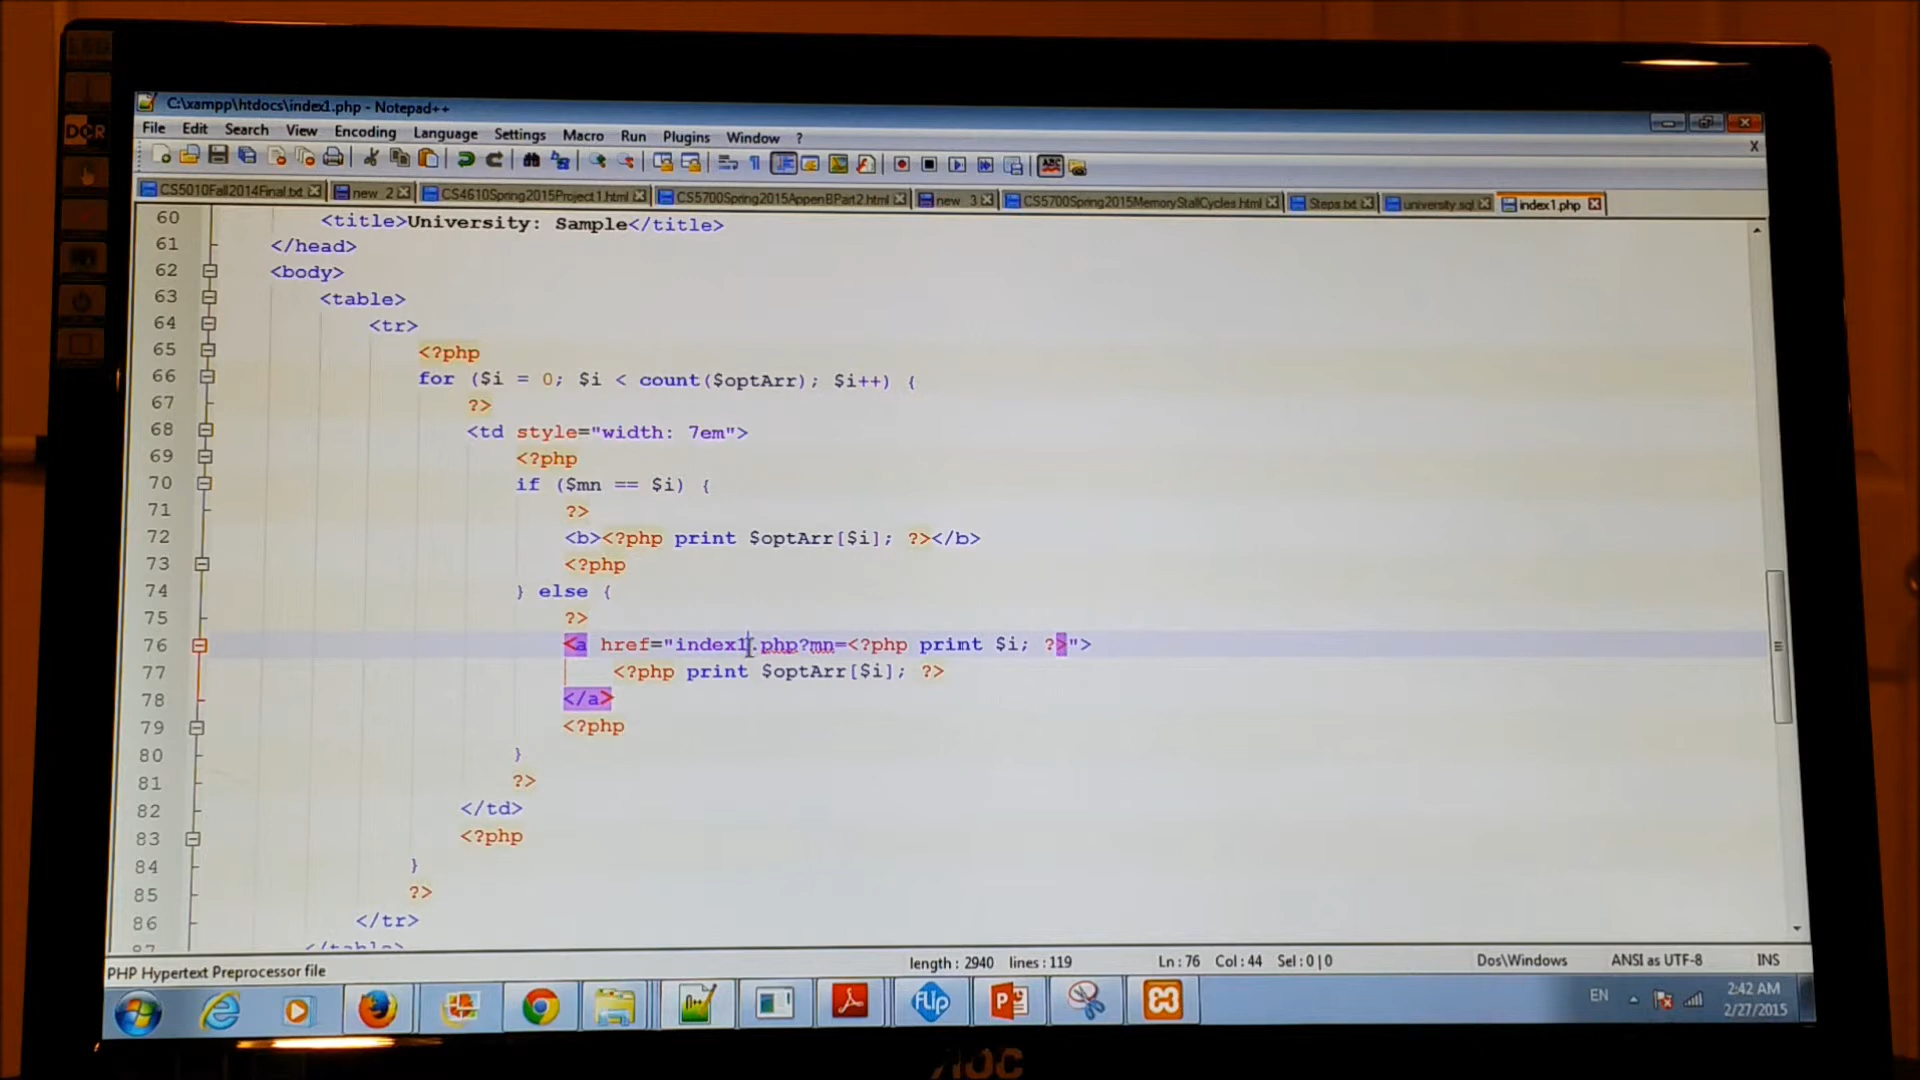 C:\xampp\htdocs\index1.php - Notepad++
File Edit Search View Encoding Language Settings Macro Run Plugins Window ?
X
CS5010Fall2014Final.txt new 2 CS4610Spring2015Project1.html CS5700Spring2015AppenBPart2.html new 3 CS5700Spring2015MemoryStallCycles.html Steps.txt university.sql index1.php
60 <title>University: Sample</title>
61 </head>
62 <body>
63 <table>
64 <tr>
65 <?php
66 for ($i = 0; $i < count($optArr); $i++) {
67 ?>
68 <td style="width: 7em">
69 <?php
70 if ($mn == $i) {
71 ?>
72 <b><?php print $optArr[$i]; ?></b>
73 <?php
74 } else {
75 ?>
76 <a href="index1.php?mn=<?php print $i; ?>">
77 <?php print $optArr[$i]; ?>
78 </a>
79 <?php
80 }
81 ?>
82 </td>
83 <?php
84 }
85 ?>
86 </tr>
87 </table>
PHP Hypertext Preprocessor file length : 2940 lines : 119 Ln : 76 Col : 44 Sel : 0 | 0 Dos\Windows ANSI as UTF-8 INS
EN 2:42 AM
2/27/2015
FLIP
AOC
DCR